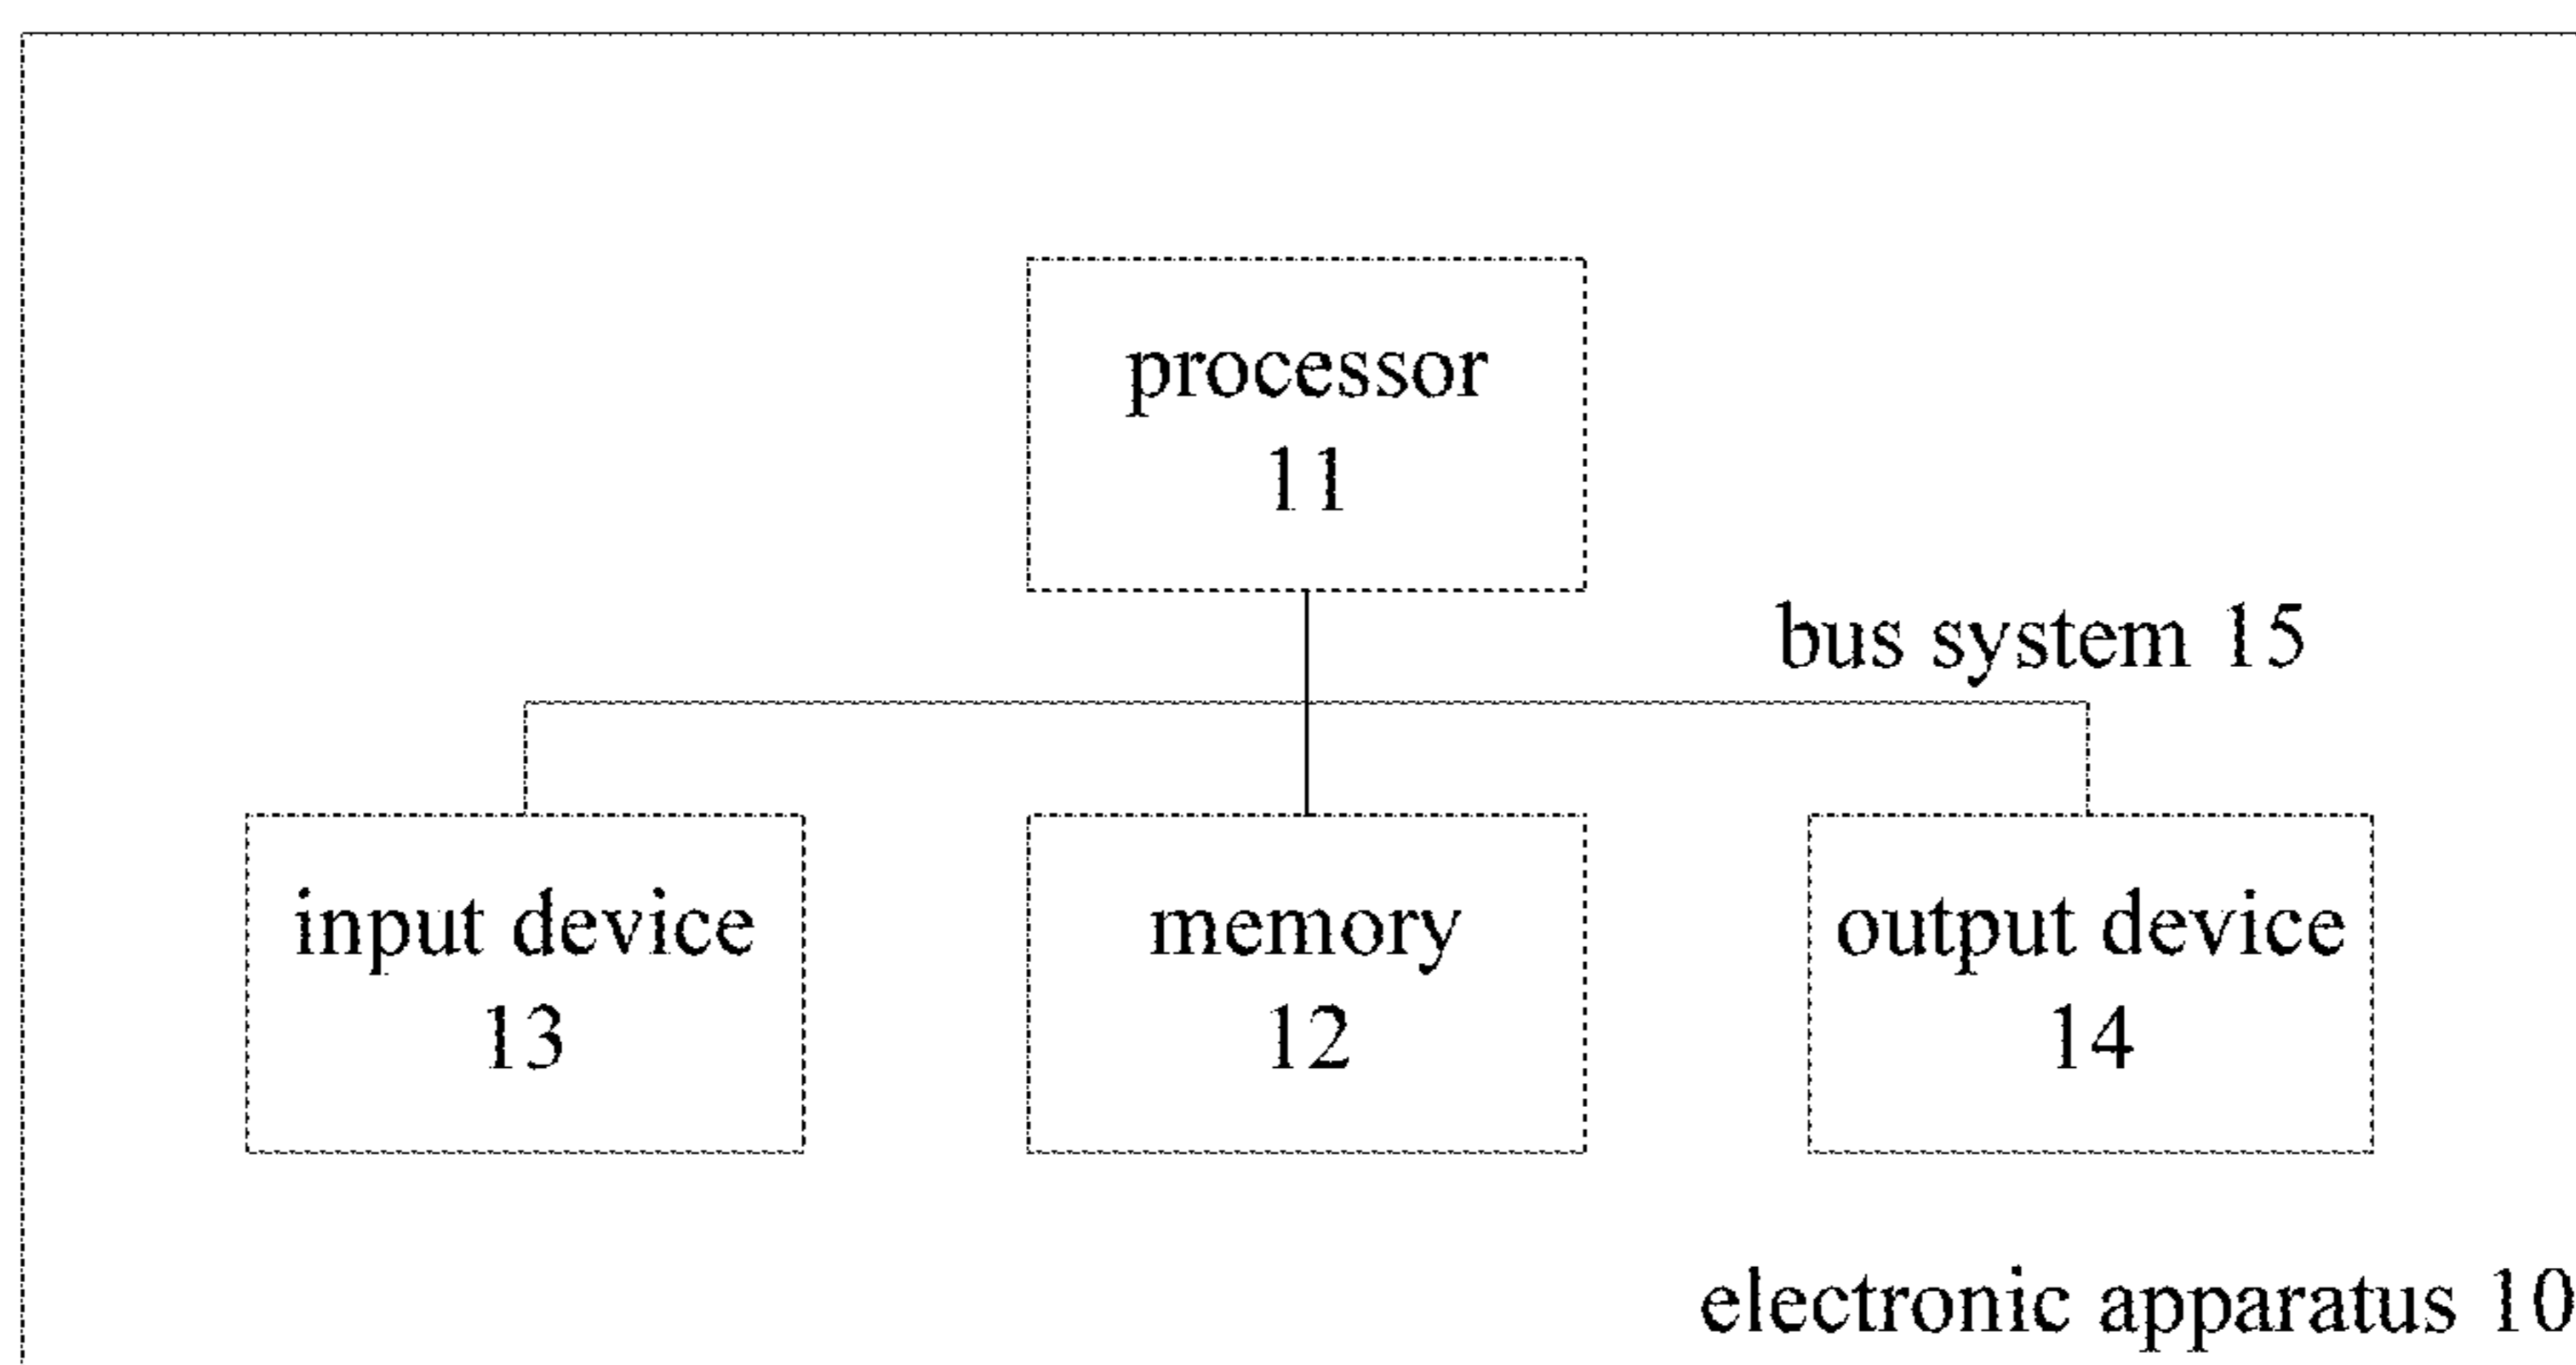 processor
11
bus system 15
input device
13
memory
12
output device
14
electronic apparatus 10